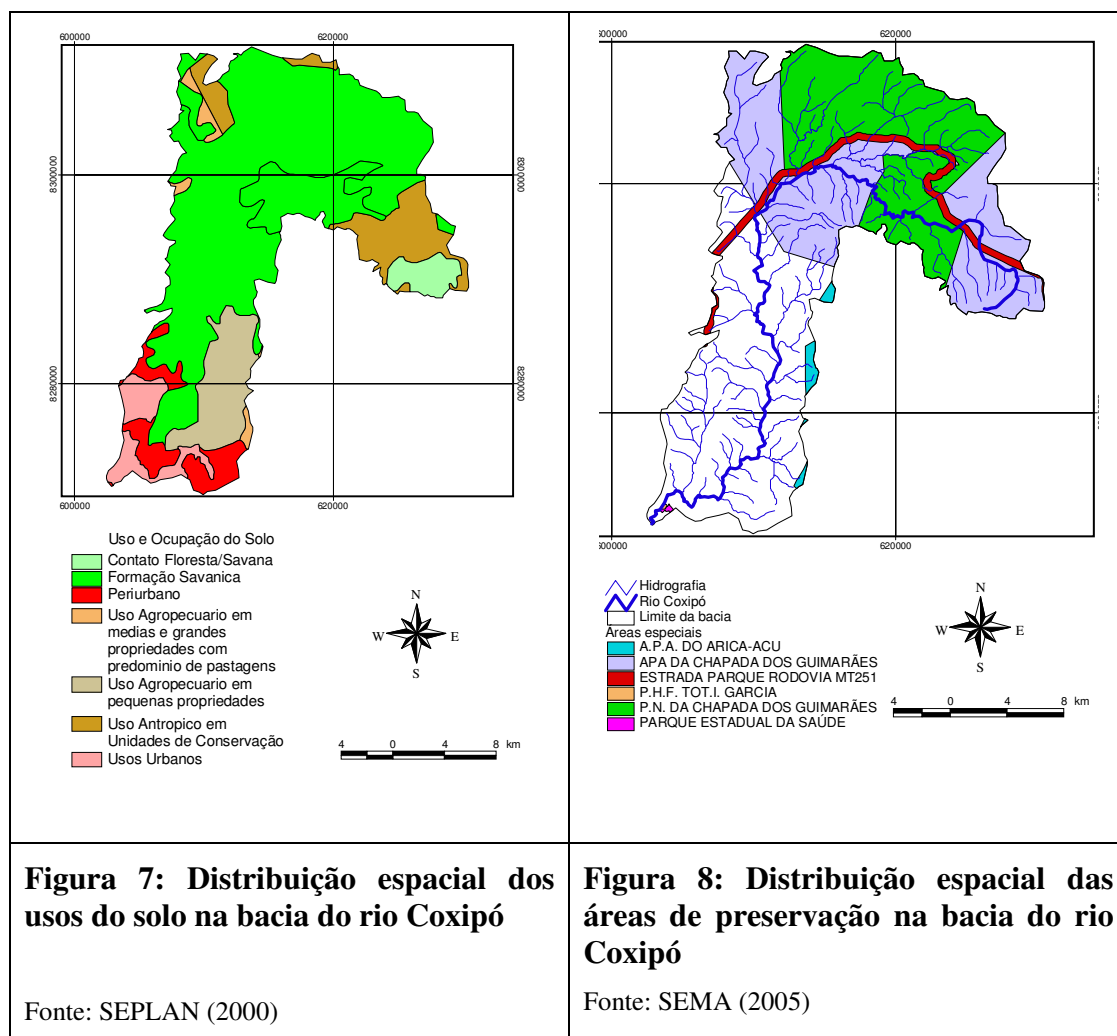 600000
620000
8300000
8280000
8280000
600000
620000
Uso e Ocupação do Solo
Contato Floresta/Savana
Formação Savanica
Periurbano
Uso Agropecuario em
medias e grandes
propriedades com
predominio de pastagens
Uso Agropecuario em
pequenas propriedades
Uso Antropico em
Unidades de Conservação
Usos Urbanos
N
W
E
S
4 0 4 8 km
600000
620000
600000
620000
Hidrografia
Rio Coxipó
Limite da bacia
Areas especiais
A.P.A. DO ARICA-ACU
APA DA CHAPADA DOS GUIMARÃES
ESTRADA PARQUE RODOVIA MT251
P.H.F. TOT.I. GARCIA
P.N. DA CHAPADA DOS GUIMARÃES
PARQUE ESTADUAL DA SAÚDE
N
W
E
S
4 0 4 8 km
Figura 7: Distribuição espacial dos
usos do solo na bacia do rio Coxipó
Fonte: SEPLAN (2000)
Figura 8: Distribuição espacial das
áreas de preservação na bacia do rio
Coxipó
Fonte: SEMA (2005)